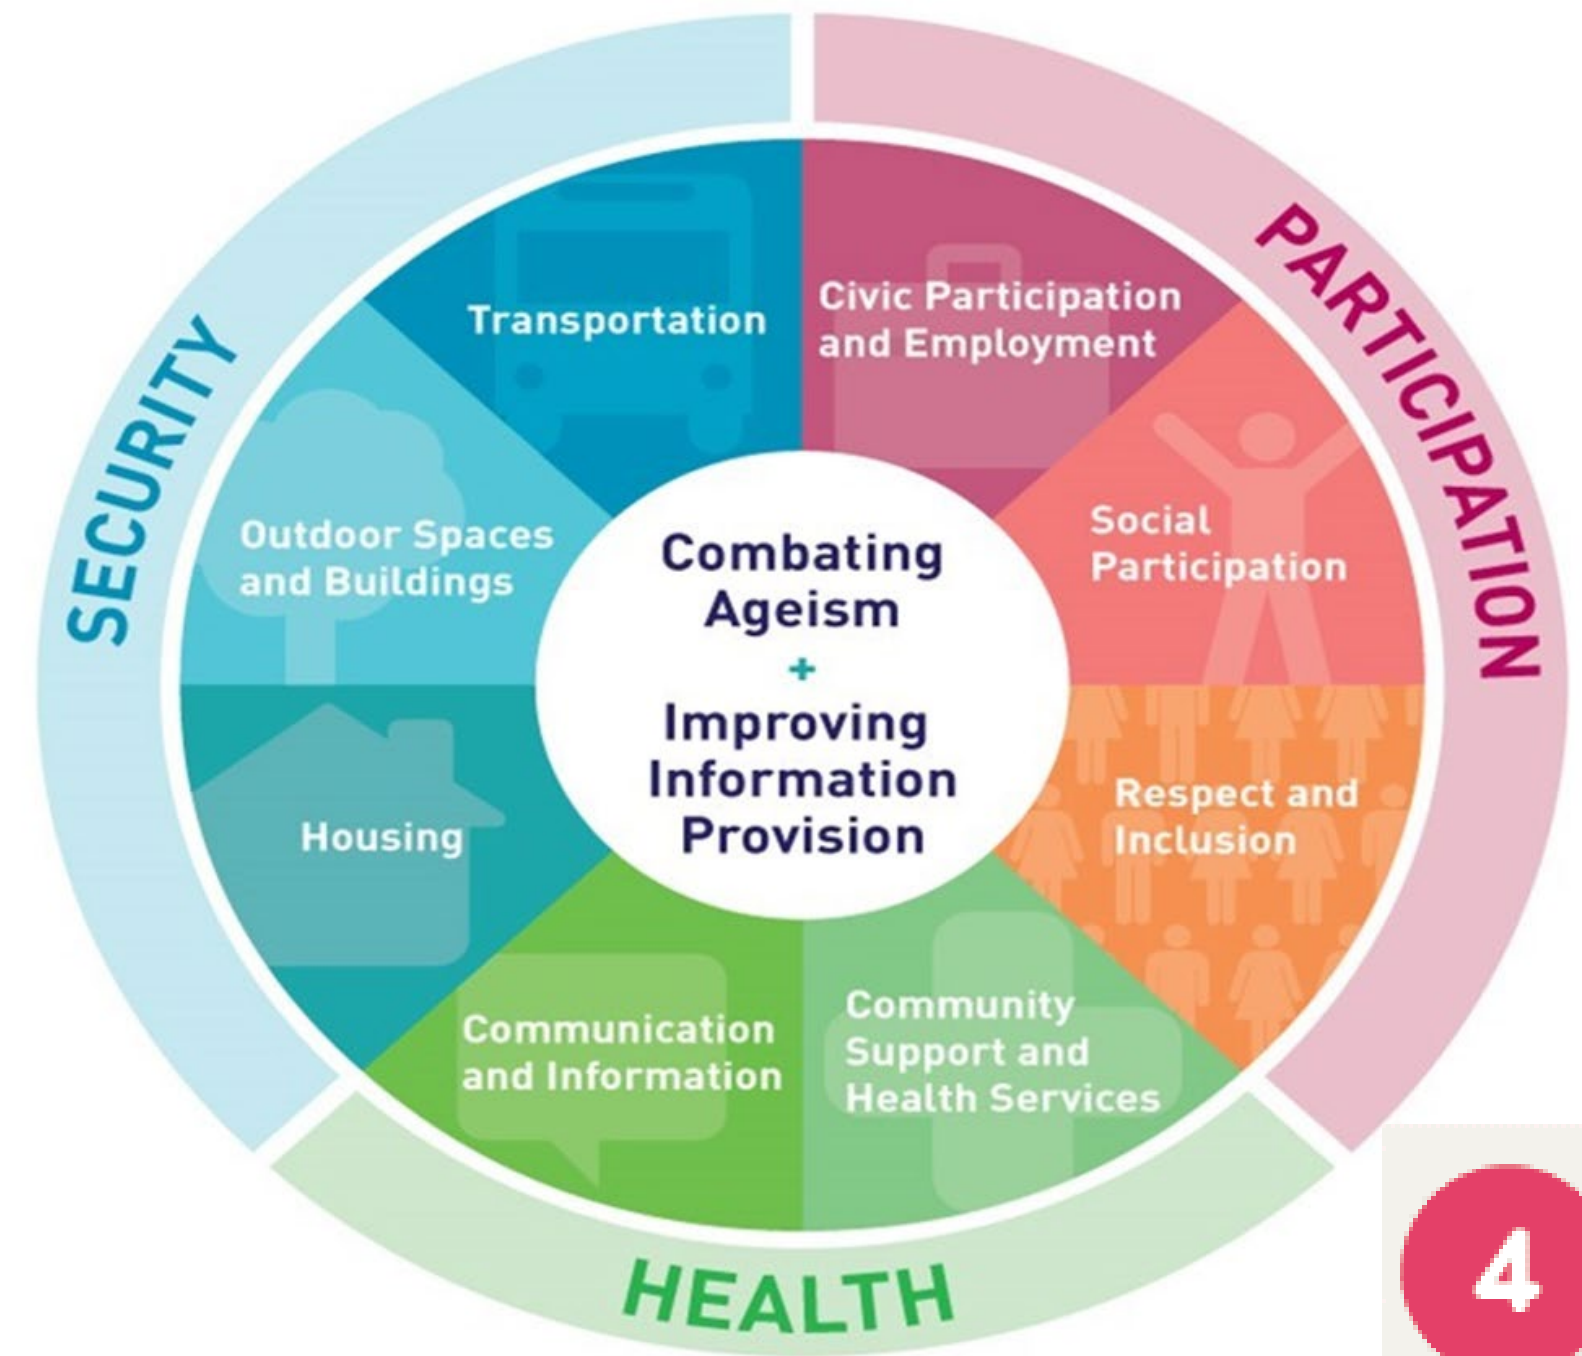 SECURITY
PARTICIPATION
HEALTH
Transportation
Civic Participation
and Employment
Outdoor Spaces
and Buildings
Social
Participation
Combating
Ageism
+
Improving
Information
Provision
Housing
Respect and
Inclusion
Communication
and Information
Community
Support and
Health Services
4